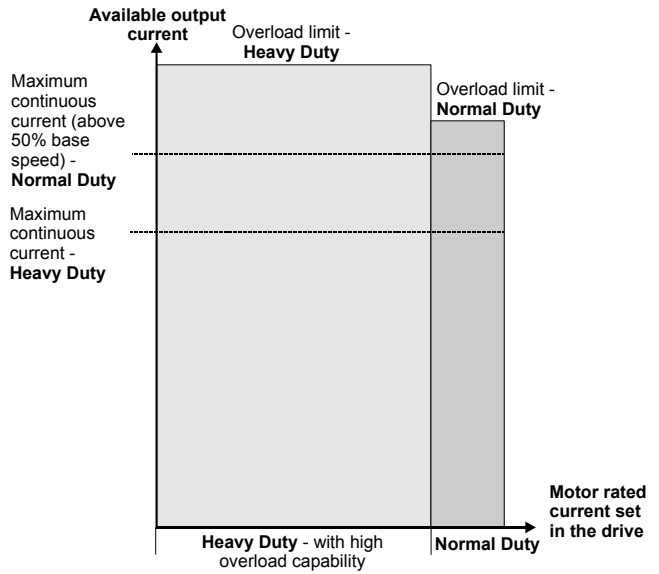 Available output
current
Overload limit -
Heavy Duty
Maximum
continuous
current (above
50% base
speed) -
Normal Duty
Overload limit -
Normal Duty
Maximum
continuous
current -
Heavy Duty
Motor rated
current set
in the drive
Heavy Duty - with high
overload capability
Normal Duty